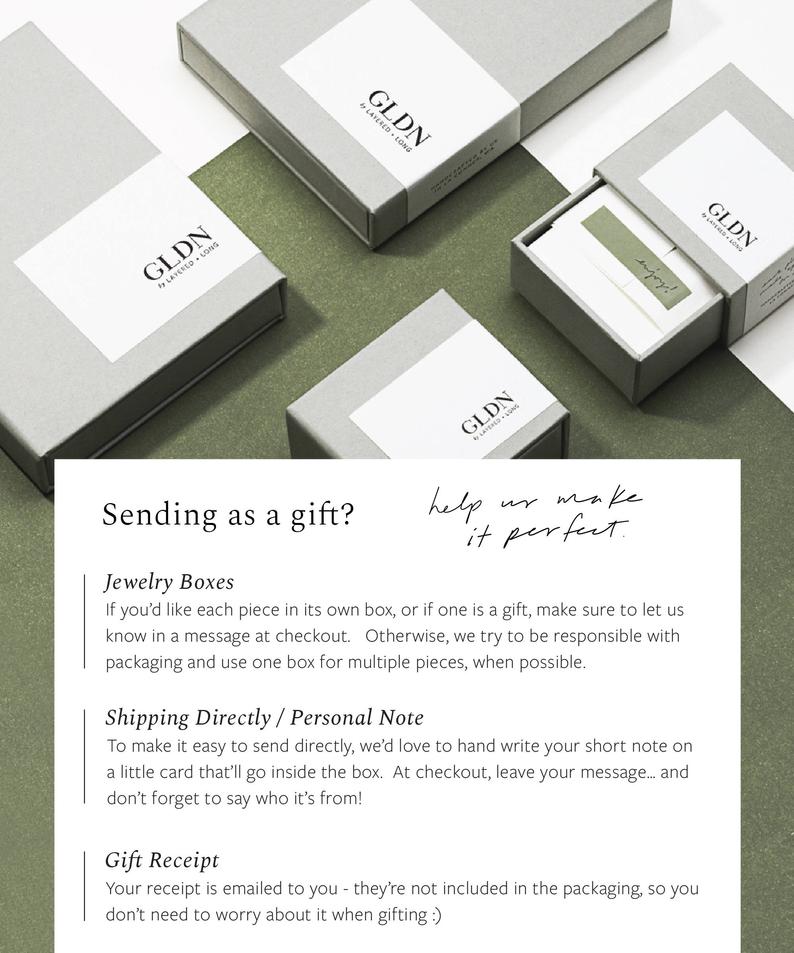 GLDN
by LAYERED + LONG
HANDCRAFTED BY US
GLDN
by LAYERED + LONG
GLDN
by LAYERED + LONG
enjoy!
GLDN
by LAYERED + LONG
Sending as a gift?
help us make
it perfect.
Jewelry Boxes
If you’d like each piece in its own box, or if one is a gift, make sure to let us
know in a message at checkout.   Otherwise, we try to be responsible with
packaging and use one box for multiple pieces, when possible.
Shipping Directly / Personal Note
To make it easy to send directly, we’d love to hand write your short note on
a little card that’ll go inside the box.  At checkout, leave your message... and
don’t forget to say who it’s from!
Gift Receipt
Your receipt is emailed to you - they’re not included in the packaging, so you
don’t need to worry about it when gifting :)